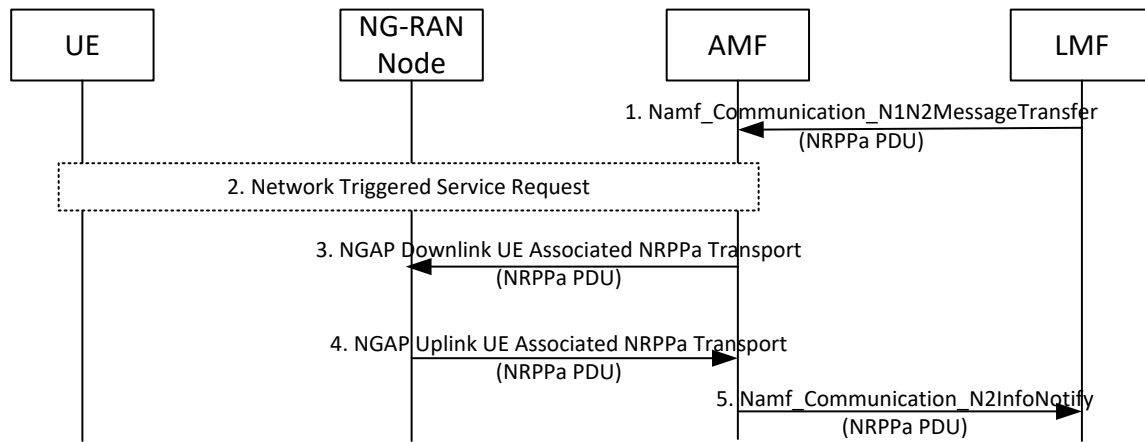 UE
NG-RAN
Node
AMF
LMF
1. Namf_Communication_N1N2MessageTransfer
(NRPPa PDU)
2. Network Triggered Service Request
3. NGAP Downlink UE Associated NRPPa Transport
(NRPPa PDU)
4. NGAP Uplink UE Associated NRPPa Transport
(NRPPa PDU)
5. Namf_Communication_N2InfoNotify
(NRPPa PDU)